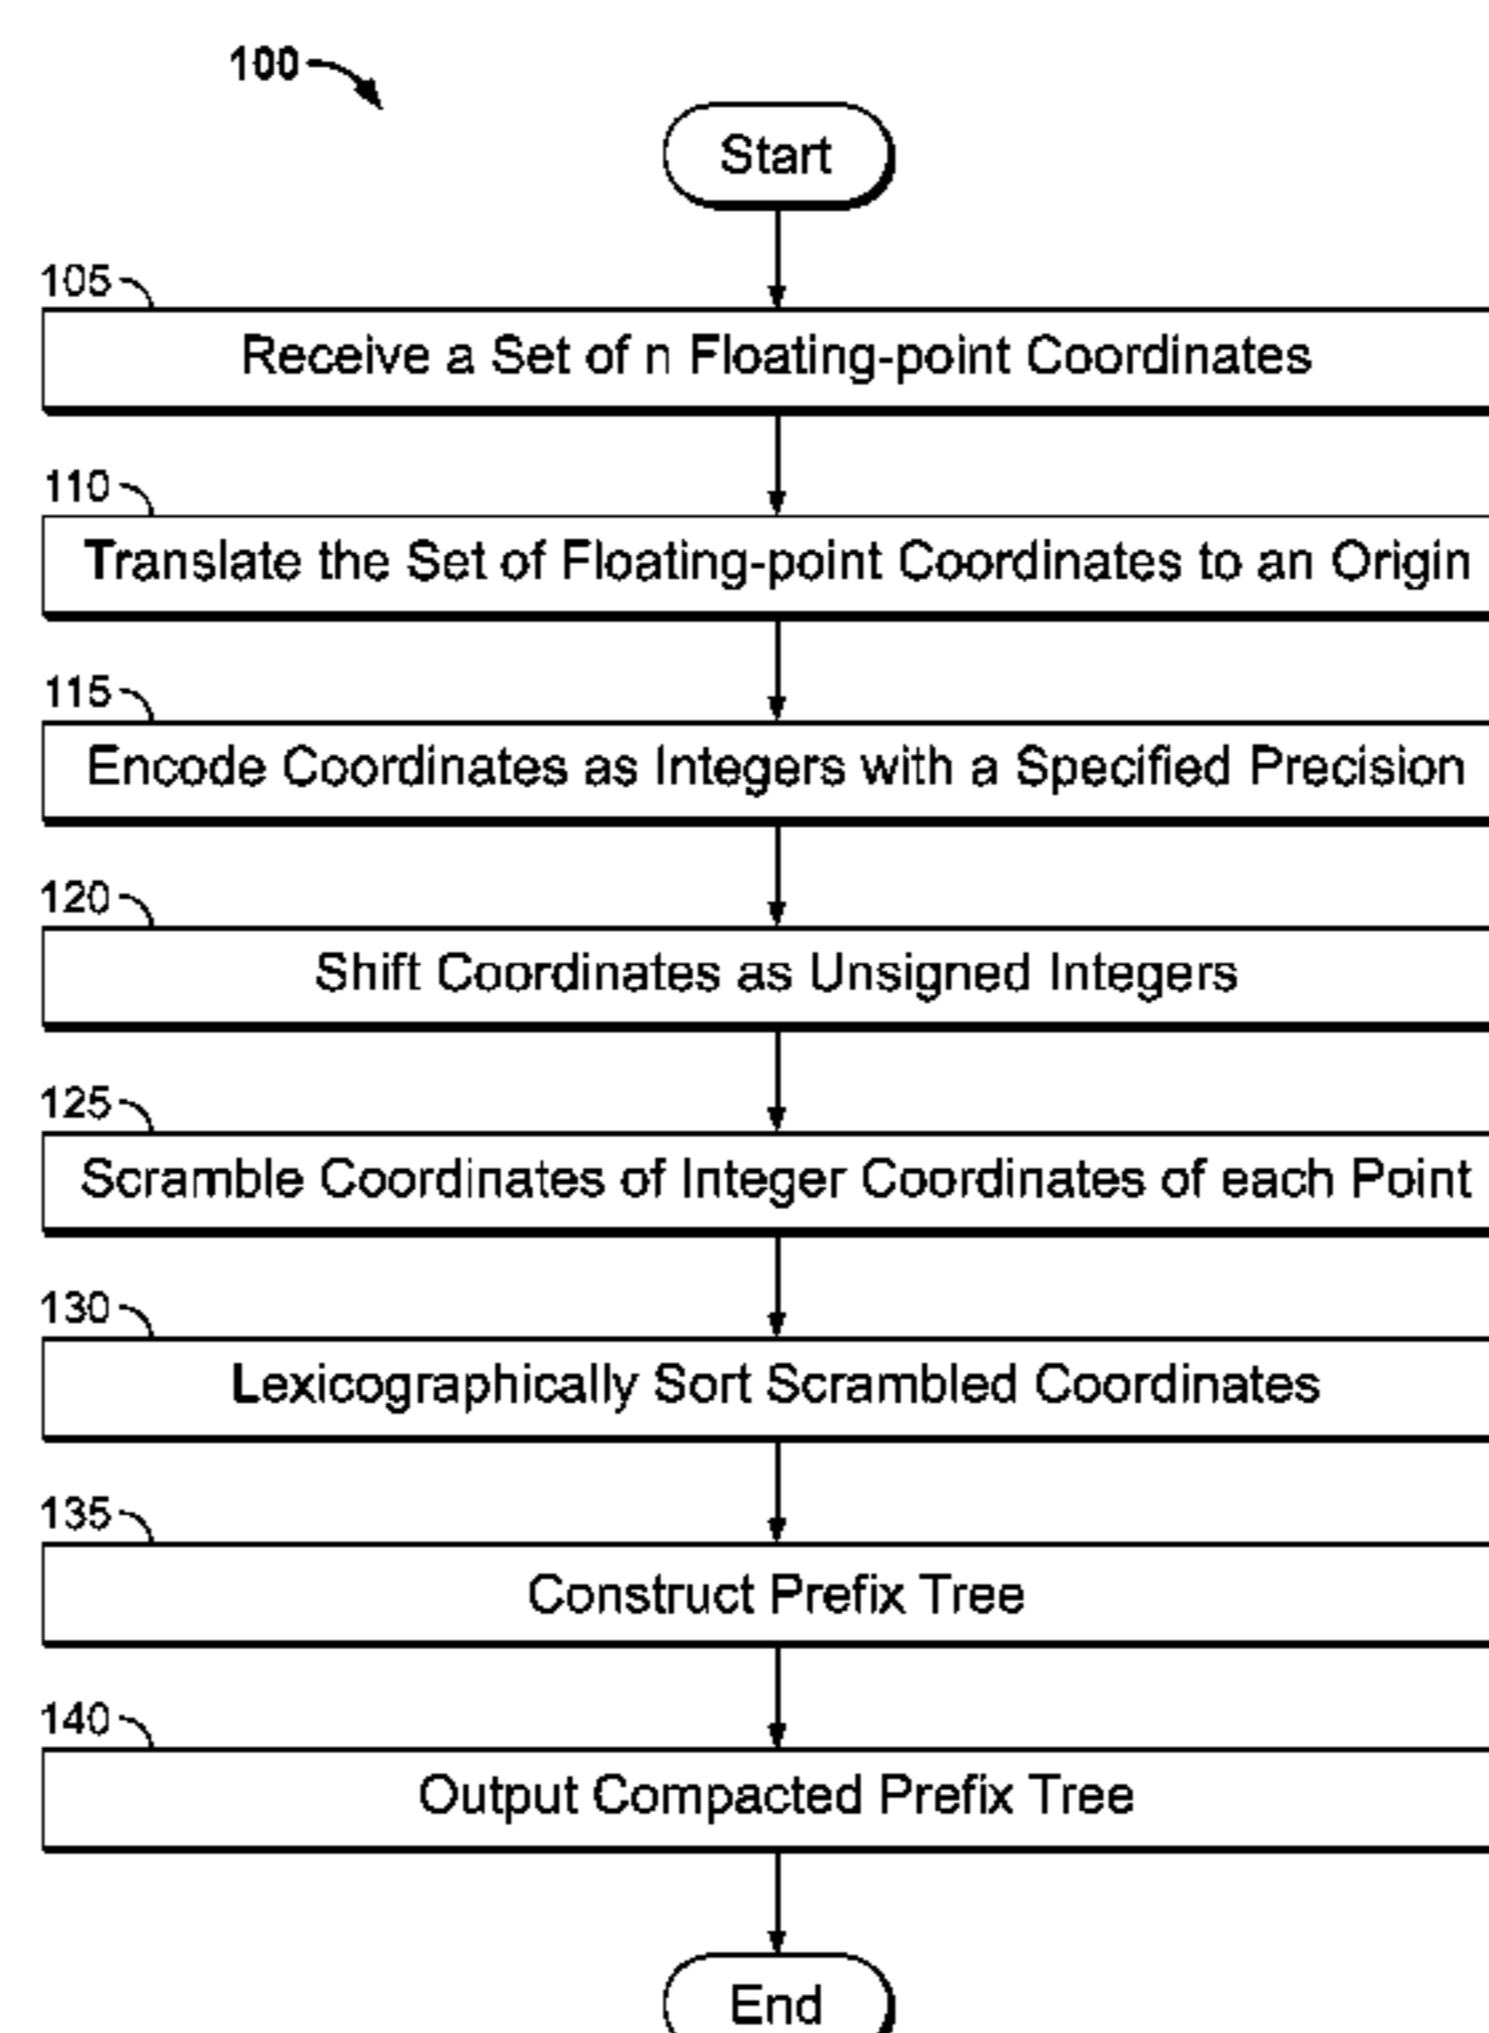 100
Start
105
Receive a Set of n Floating-point Coordinates
110
Translate the Set of Floating-point Coordinates to an Origin
115
Encode Coordinates as Integers with a Specified Precision
120
Shift Coordinates as Unsigned Integers
125
Scramble Coordinates of Integer Coordinates of each Point
130
Lexicographically Sort Scrambled Coordinates
135
Construct Prefix Tree
140
Output Compacted Prefix Tree
End